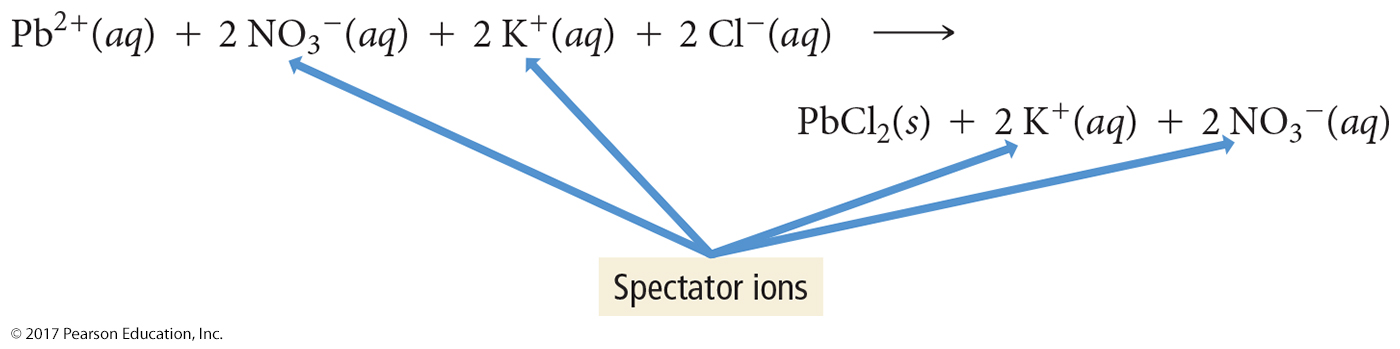 Pb²⁺(aq) + 2 NO₃⁻(aq) + 2 K⁺(aq) + 2 Cl⁻(aq) ⟶
PbCl₂(s) + 2 K⁺(aq) + 2 NO₃⁻(aq)
Spectator ions
© 2017 Pearson Education, Inc.